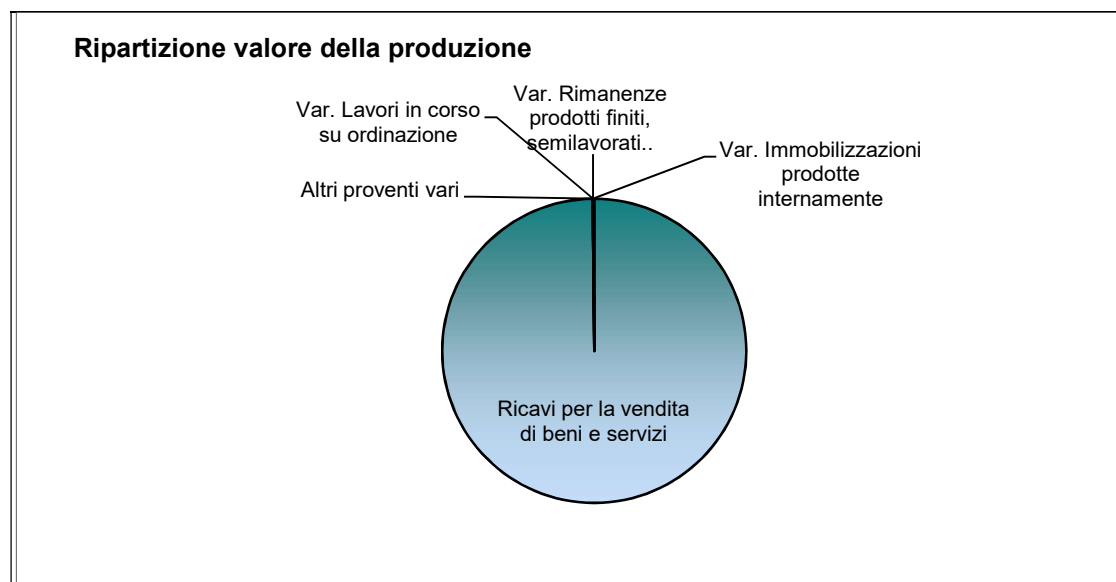 Ripartizione valore della produzione
Var. Lavori in corso
su ordinazione
Var. Rimanenze
prodotti finiti,
semilavorati..
Var. Immobilizzazioni
prodotte
internamente
Altri proventi vari
Ricavi per la vendita
di beni e servizi